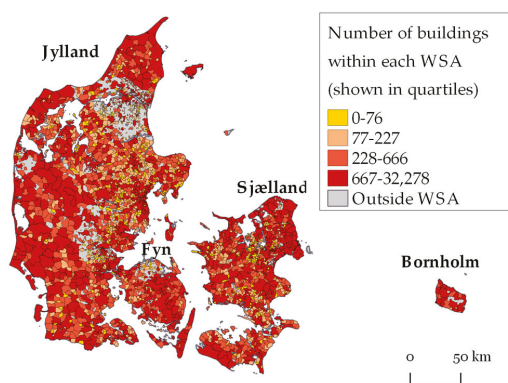 Jylland
Sjælland
Fyn
Bornholm
Number of buildings
within each WSA
(shown in quartiles)
0-76
77-227
228-666
667-32,278
Outside WSA
0 50 km